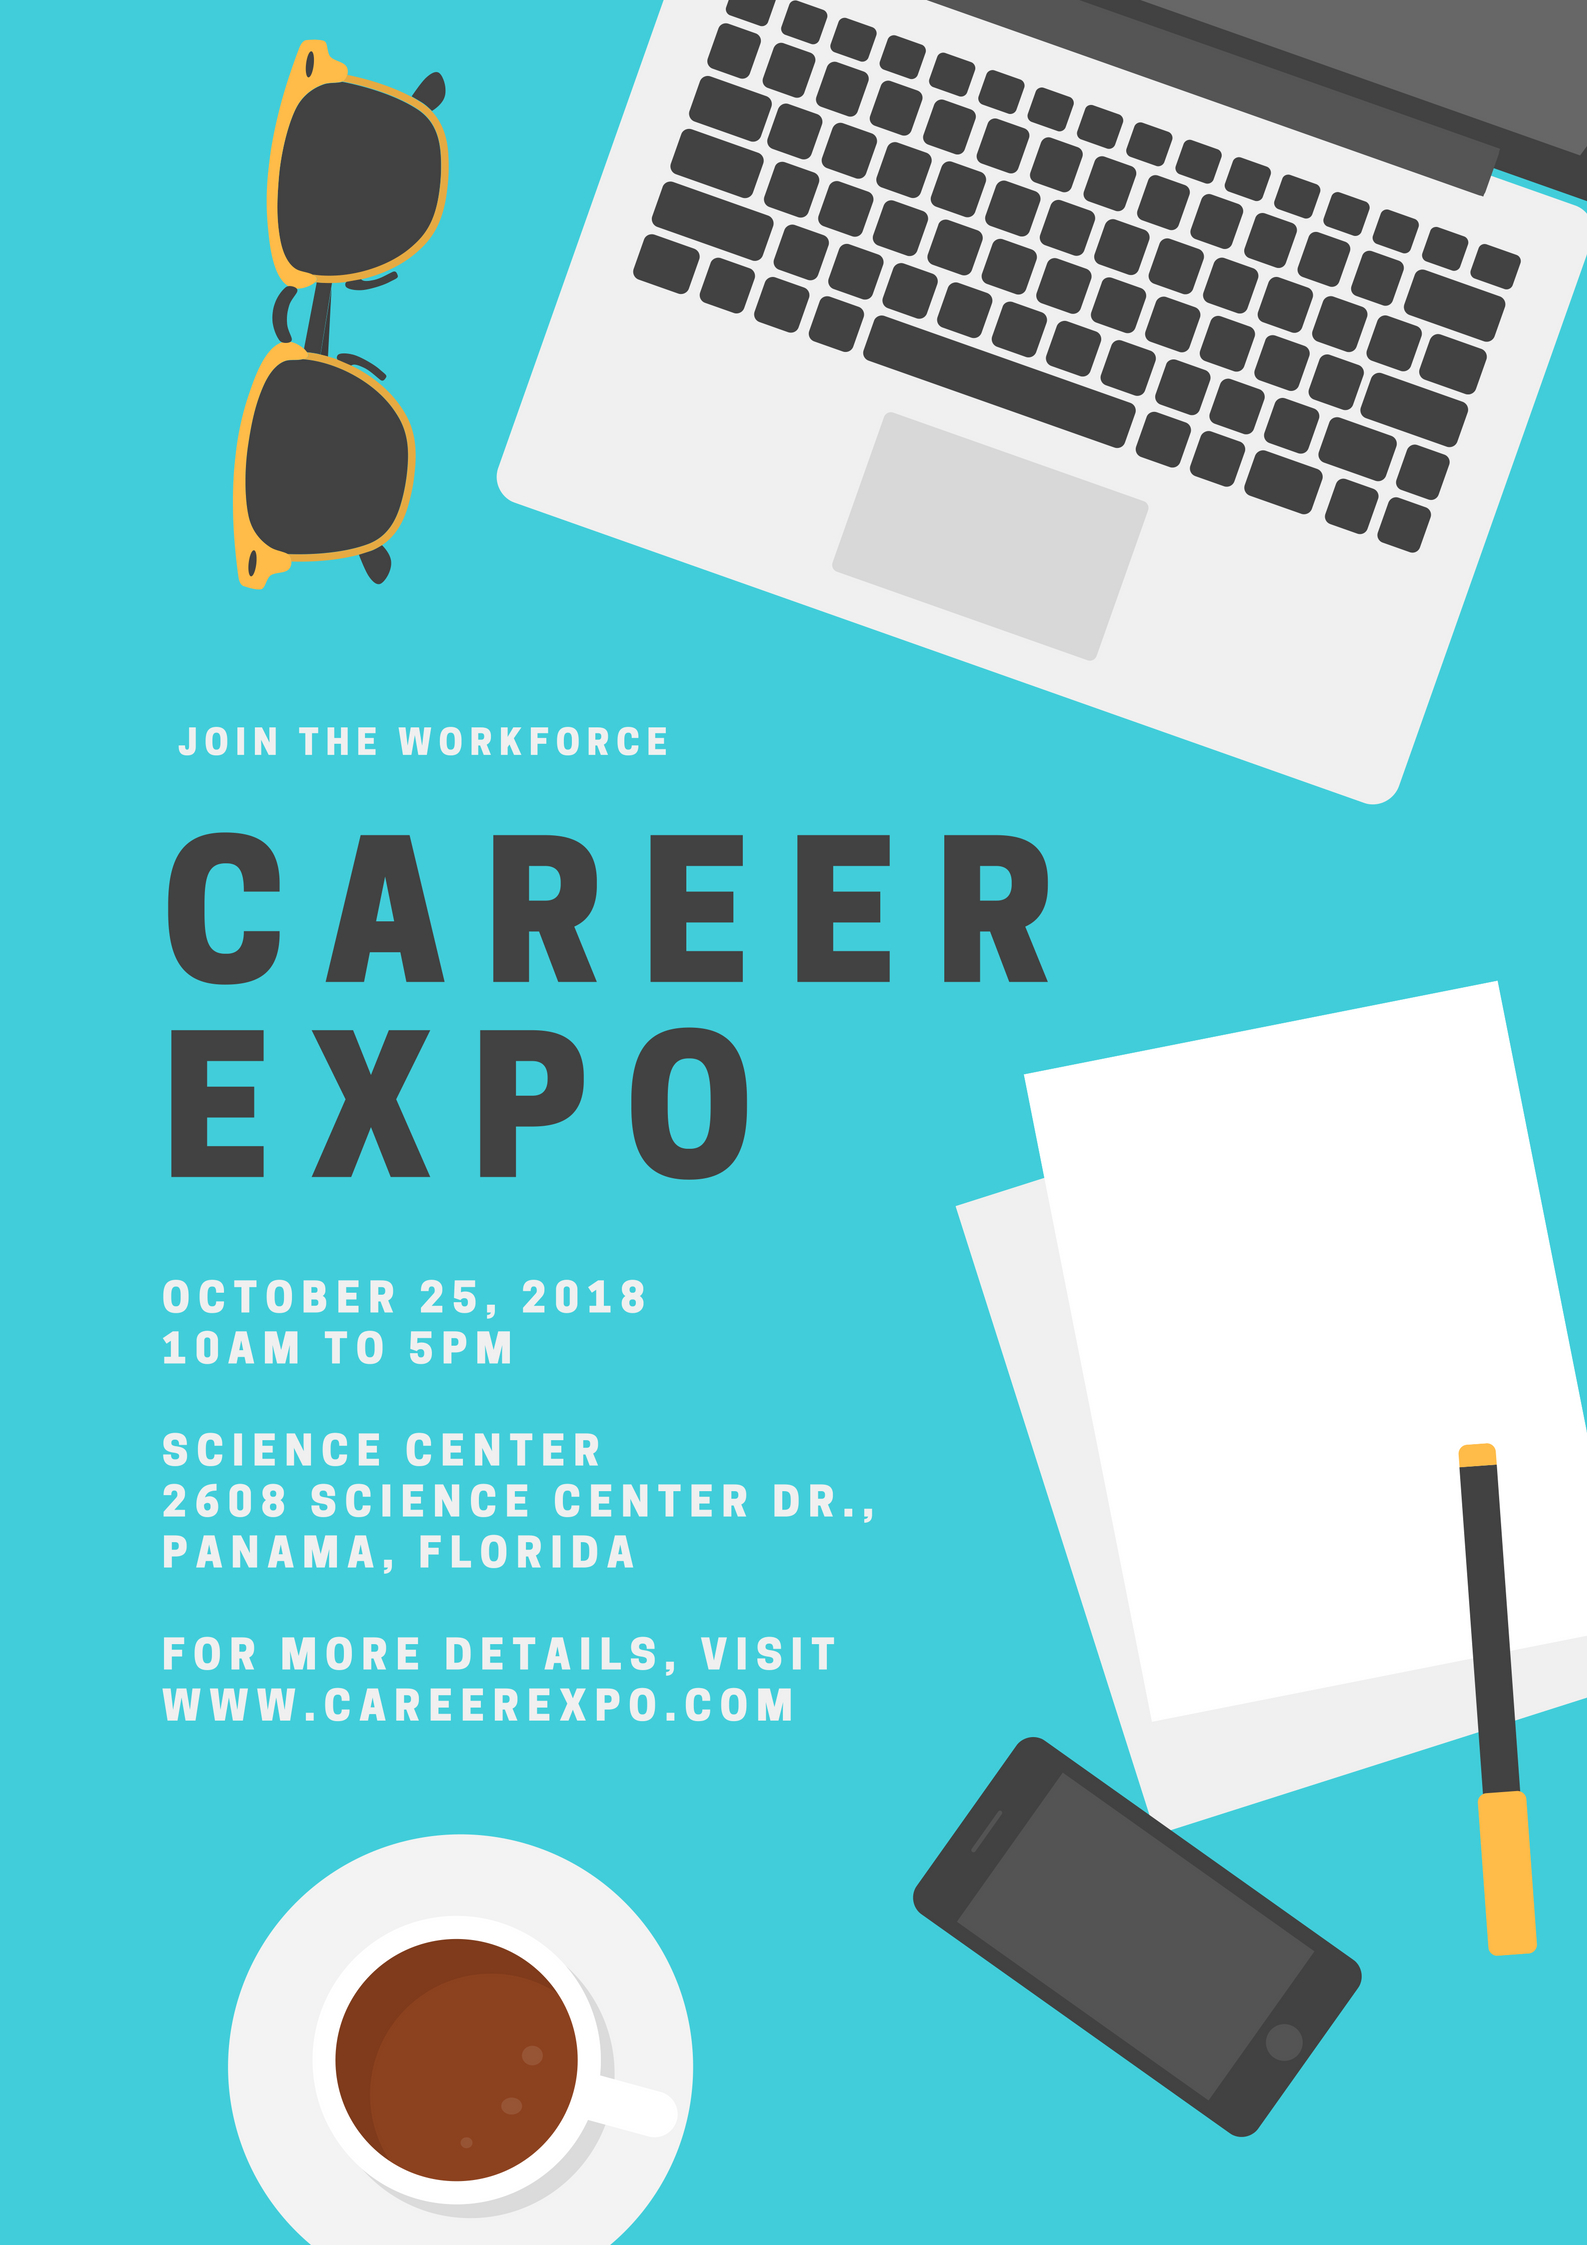 JOIN THE WORKFORCE
CAREER
EXPO
OCTOBER 25, 2018
10AM TO 5PM
SCIENCE CENTER
2608 SCIENCE CENTER DR.,
PANAMA, FLORIDA
FOR MORE DETAILS, VISIT
WWW.CAREEREXPO.COM